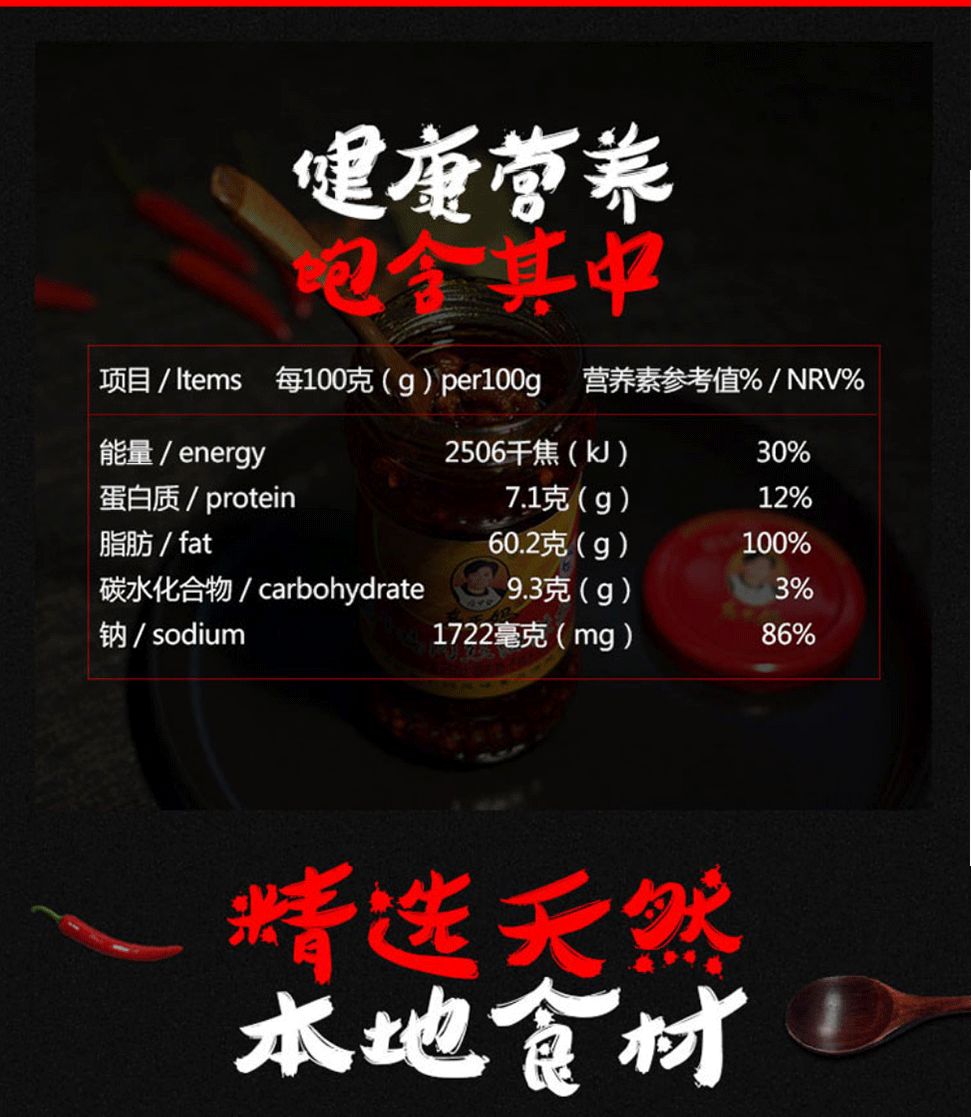 健康营养
饱含其中
项目 / ltems 每100克（g）per100g 营养素参考值% / NRV%
能量 / energy 2506千焦（kJ） 30%
蛋白质 / protein 7.1克（g） 12%
脂肪 / fat 60.2克（g） 100%
碳水化合物 / carbohydrate 9.3克（g） 3%
钠 / sodium 1722毫克（mg） 86%
精选天然
本地食材